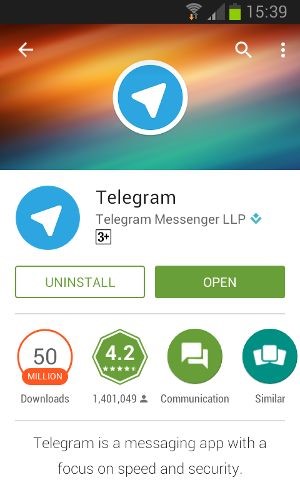 15:39
Telegram
Telegram Messenger LLP
3+
UNINSTALL
OPEN
50
MILLION
4.2
Downloads
1,401,049
Communication
Similar
Telegram is a messaging app with a
focus on speed and security.